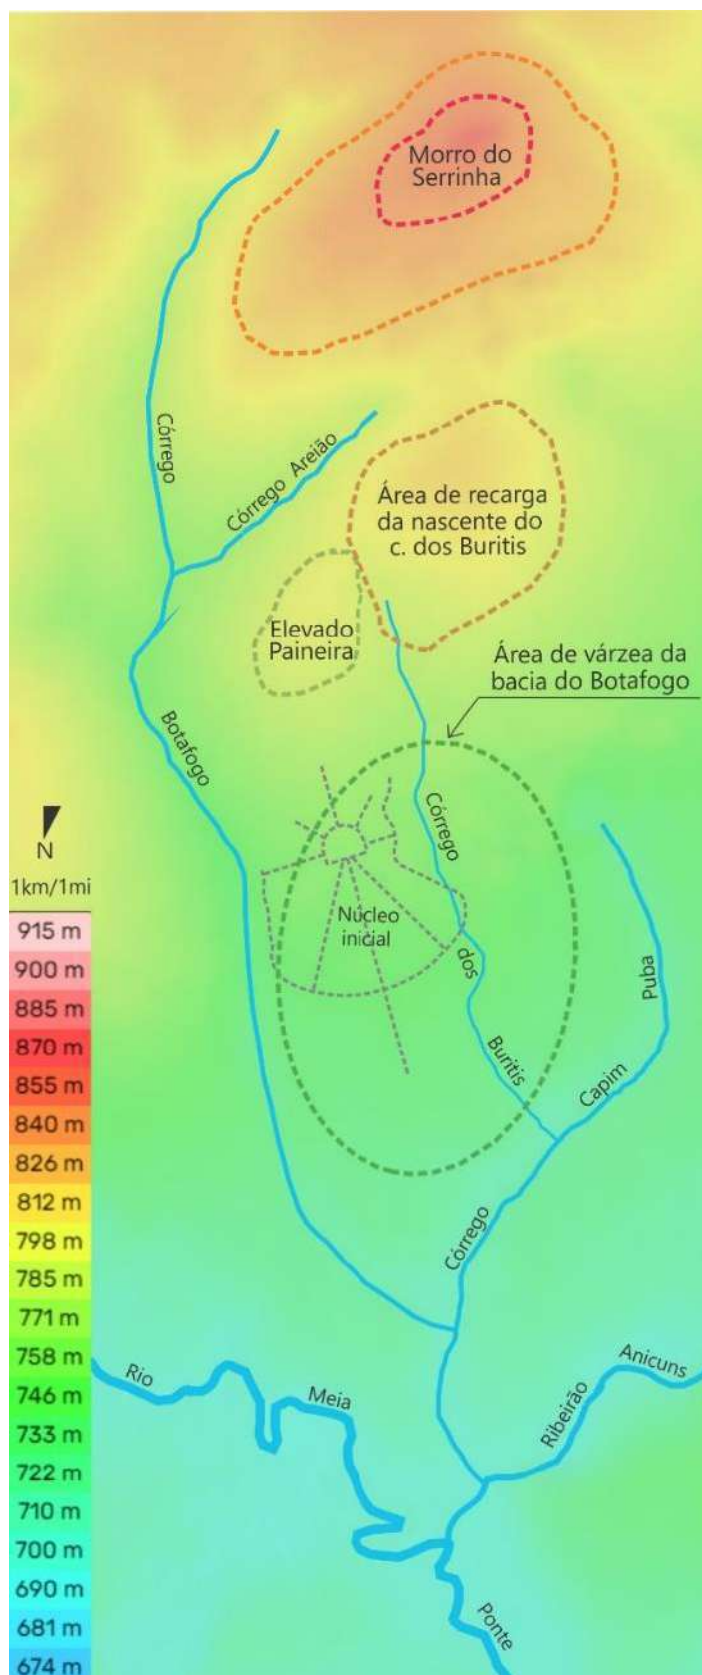 Morro do
Serrinha
Córrego
Córrego Areião
Área de recarga
da nascente do
c. dos Buritis
Elevado
Paineira
Área de várzea da
bacia do Botafogo
Botafogo
Córrego
dos
Buritis
Núcleo
inicial
Puba
Capim
Córrego
N
1km/1mi
915 m
900 m
885 m
870 m
855 m
840 m
826 m
812 m
798 m
785 m
771 m
758 m
746 m
733 m
722 m
710 m
700 m
690 m
681 m
674 m
Rio
Meia
Ponte
Ribeirão
Anicuns